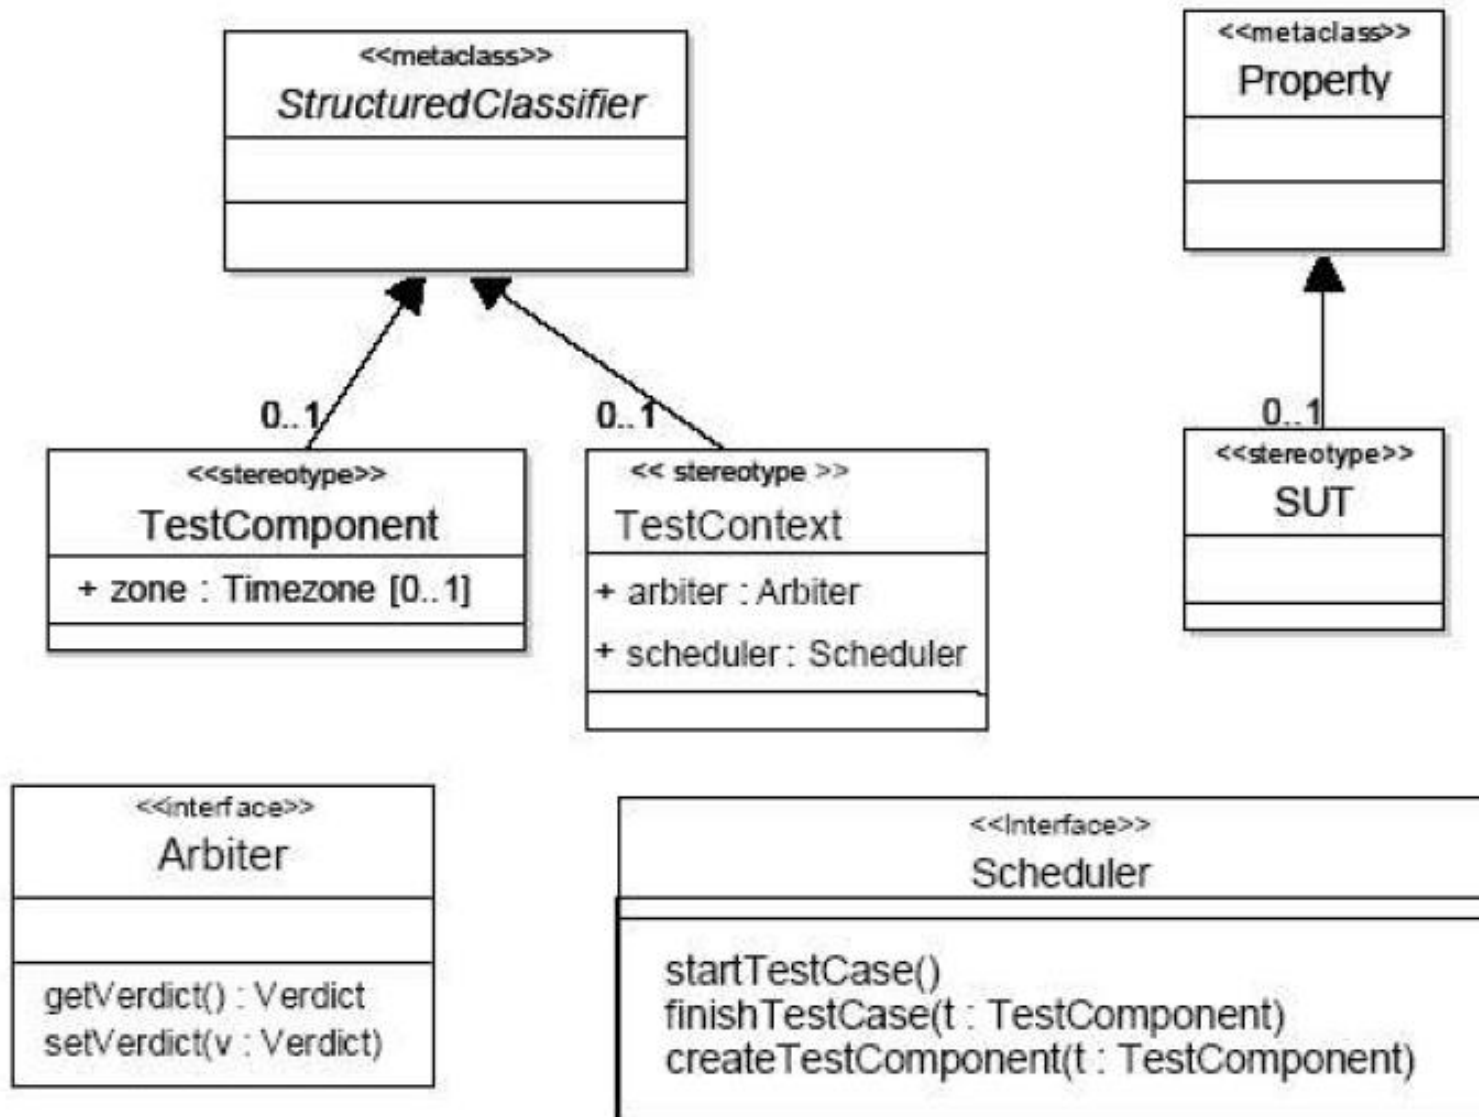 <<metaclass>>
StructuredClassifier
<<metaclass>>
Property
0..1
0..1
0..1
<<stereotype>>
TestComponent
+ zone : Timezone [0..1]
<< stereotype >>
TestContext
+ arbiter : Arbiter
+ scheduler : Scheduler
<<stereotype>>
SUT
<<interface>>
Arbiter
getVerdict() : Verdict
setVerdict(v : Verdict)
<<Interface>>
Scheduler
startTestCase()
finishTestCase(t : TestComponent)
createTestComponent(t : TestComponent)